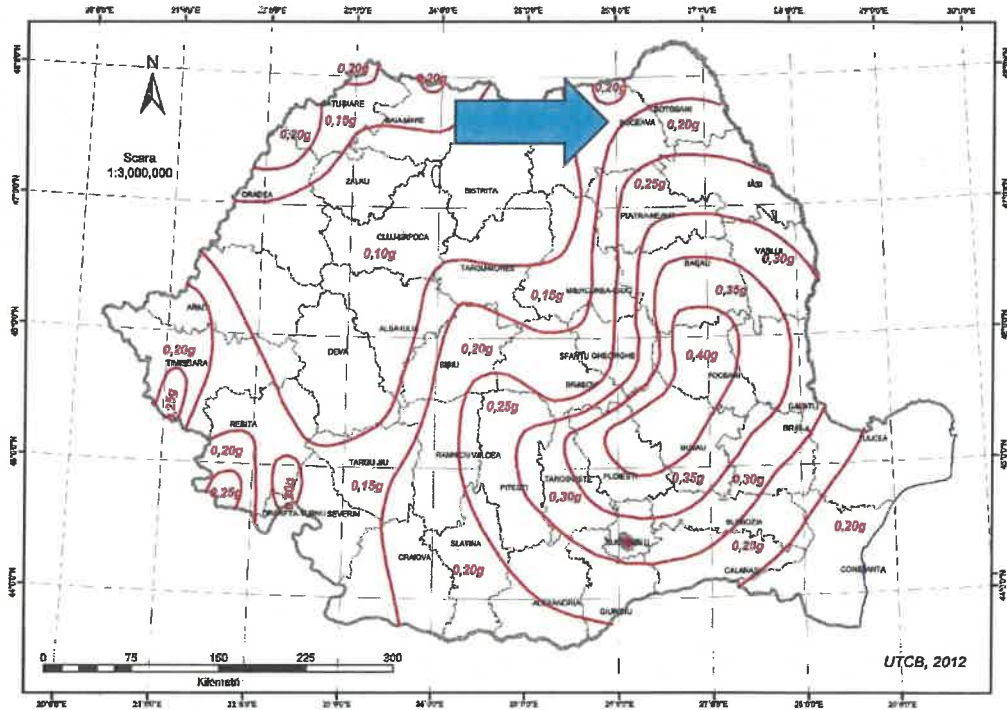 N
Scara
1:3,000,000
0,20g
0,20g
0,20g
BOTOSANI
SATU MARE
0,15g
0,20g
BAIA MARE
SUCEAVA
0,20g
ZALAU
BISTRITA
0,25g
IASI
ORADEA
PIATRA NEAMT
CLUJ-NAPOCA
0,10g
VASLUI
0,30g
TARGU MURES
BACAU
0,15g
MIERCUREA-CIUC
0,35g
ARAD
ALBA IULIA
0,20g
TIMISOARA
DEVA
0,20g
SIBIU
SFANTU GHEORGHE
0,40g
FOCSANI
BRASOV
0,25g
0,25g
GALATI
RESITA
BRAILA
TULCEA
0,20g
TARGU JIU
RAMNICU VALCEA
BUZAU
0,25g
0,15g
PITESTI
TARGOVISTE
PLOIESTI
0,35g
0,30g
0,30g
DROBETA-TURNU SEVERIN
SLOBOZIA
0,20g
CRAIOVA
SLATINA
0,25g
0,20g
CALARASI
CONSTANTA
ALEXANDRIA
GIURGIU
0 75 150 225 300
Kilometri
UTCB, 2012